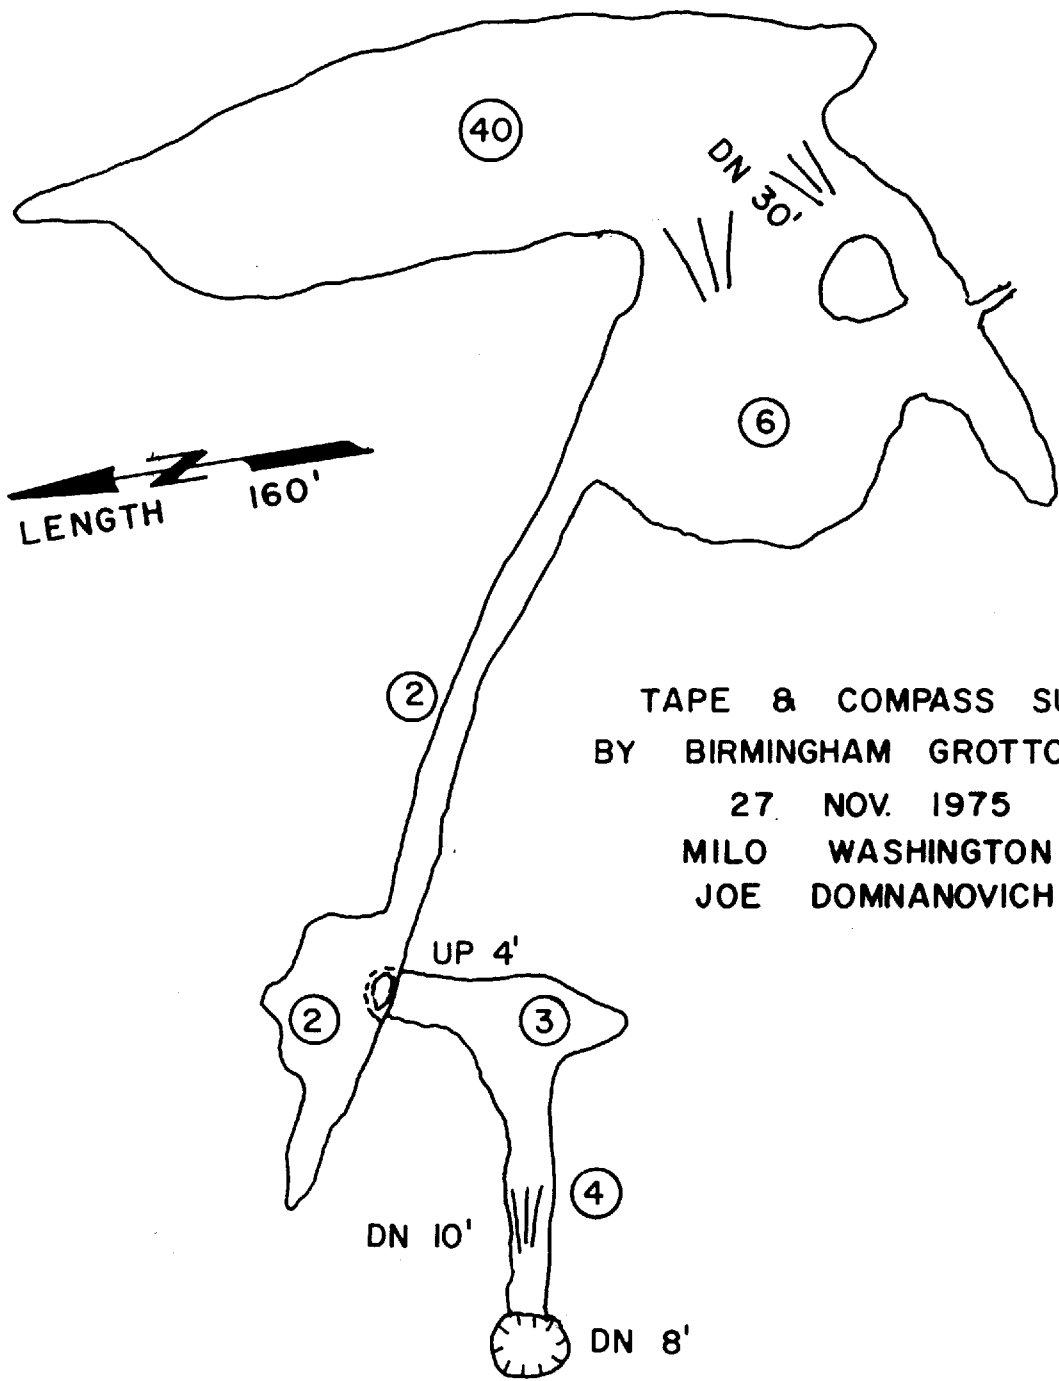 40
DN 30'
6
N
LENGTH 160'
2
TAPE & COMPASS
BY BIRMINGHAM GROTTO
27 NOV. 1975
MILO WASHINGTON
JOE DOMNANOVICH
UP 4'
2
3
4
DN 10'
DN 8'